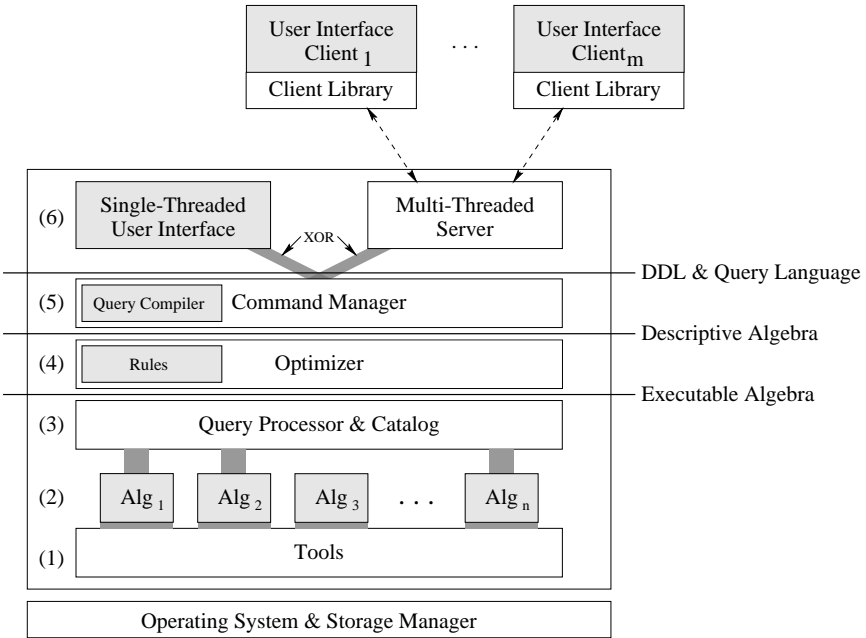 User Interface
Client 1
Client Library
. . .
User Interface
Client m
Client Library
(6)
Single-Threaded
User Interface
XOR
Multi-Threaded
Server
DDL & Query Language
(5)
Query Compiler
Command Manager
Descriptive Algebra
(4)
Rules
Optimizer
Executable Algebra
(3)
Query Processor & Catalog
(2)
Alg 1
Alg 2
Alg 3
. . .
Alg n
(1)
Tools
Operating System & Storage Manager